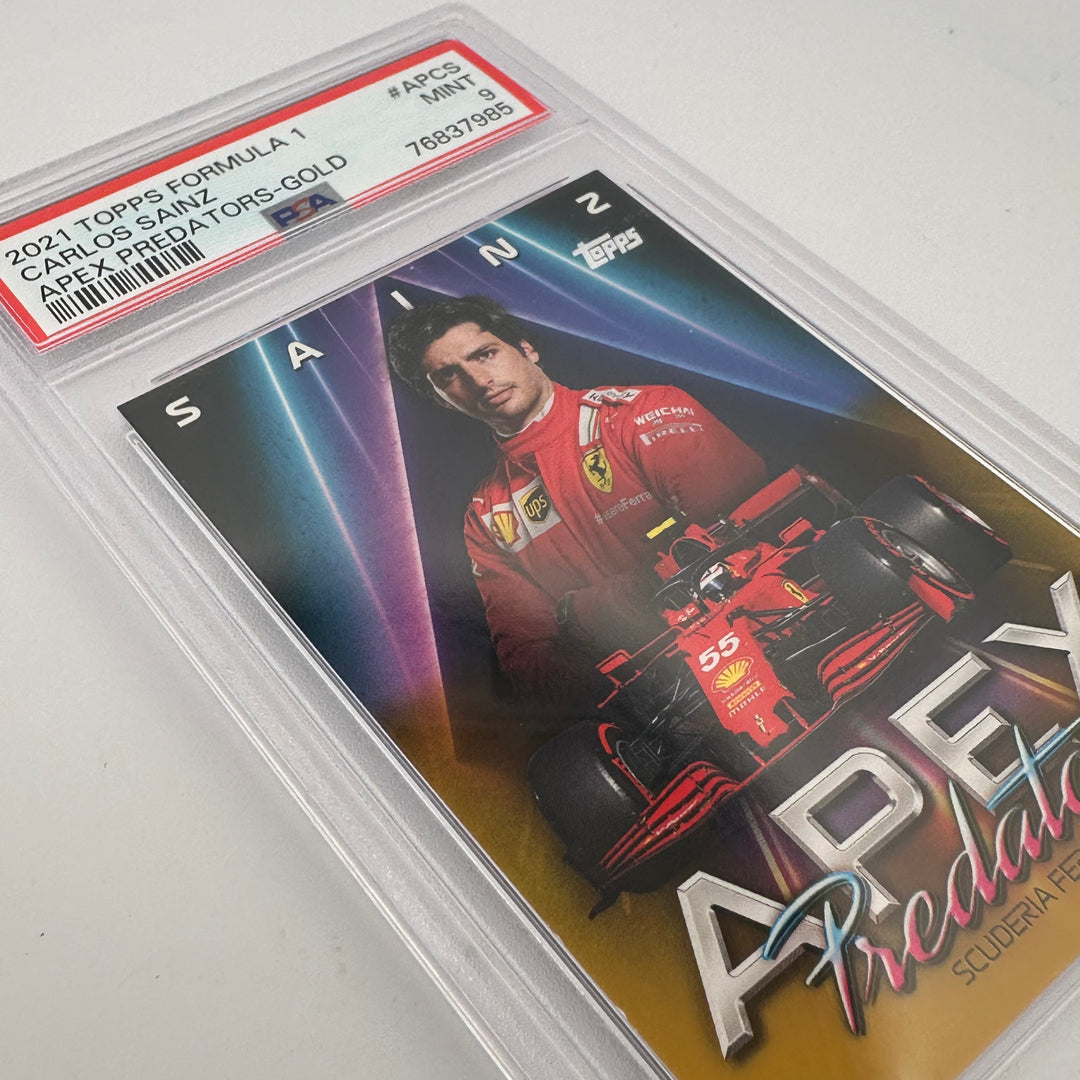 2021 TOPPS FORMULA 1
CARLOS SAINZ
APEX PREDATORS-GOLD
#APCS
MINT
9
76837985
PSA
SAINZ
Topps
WEICHAI
PIRELLI
ups
55
MAHLE
APEX
Predato
SCUDERIA FE